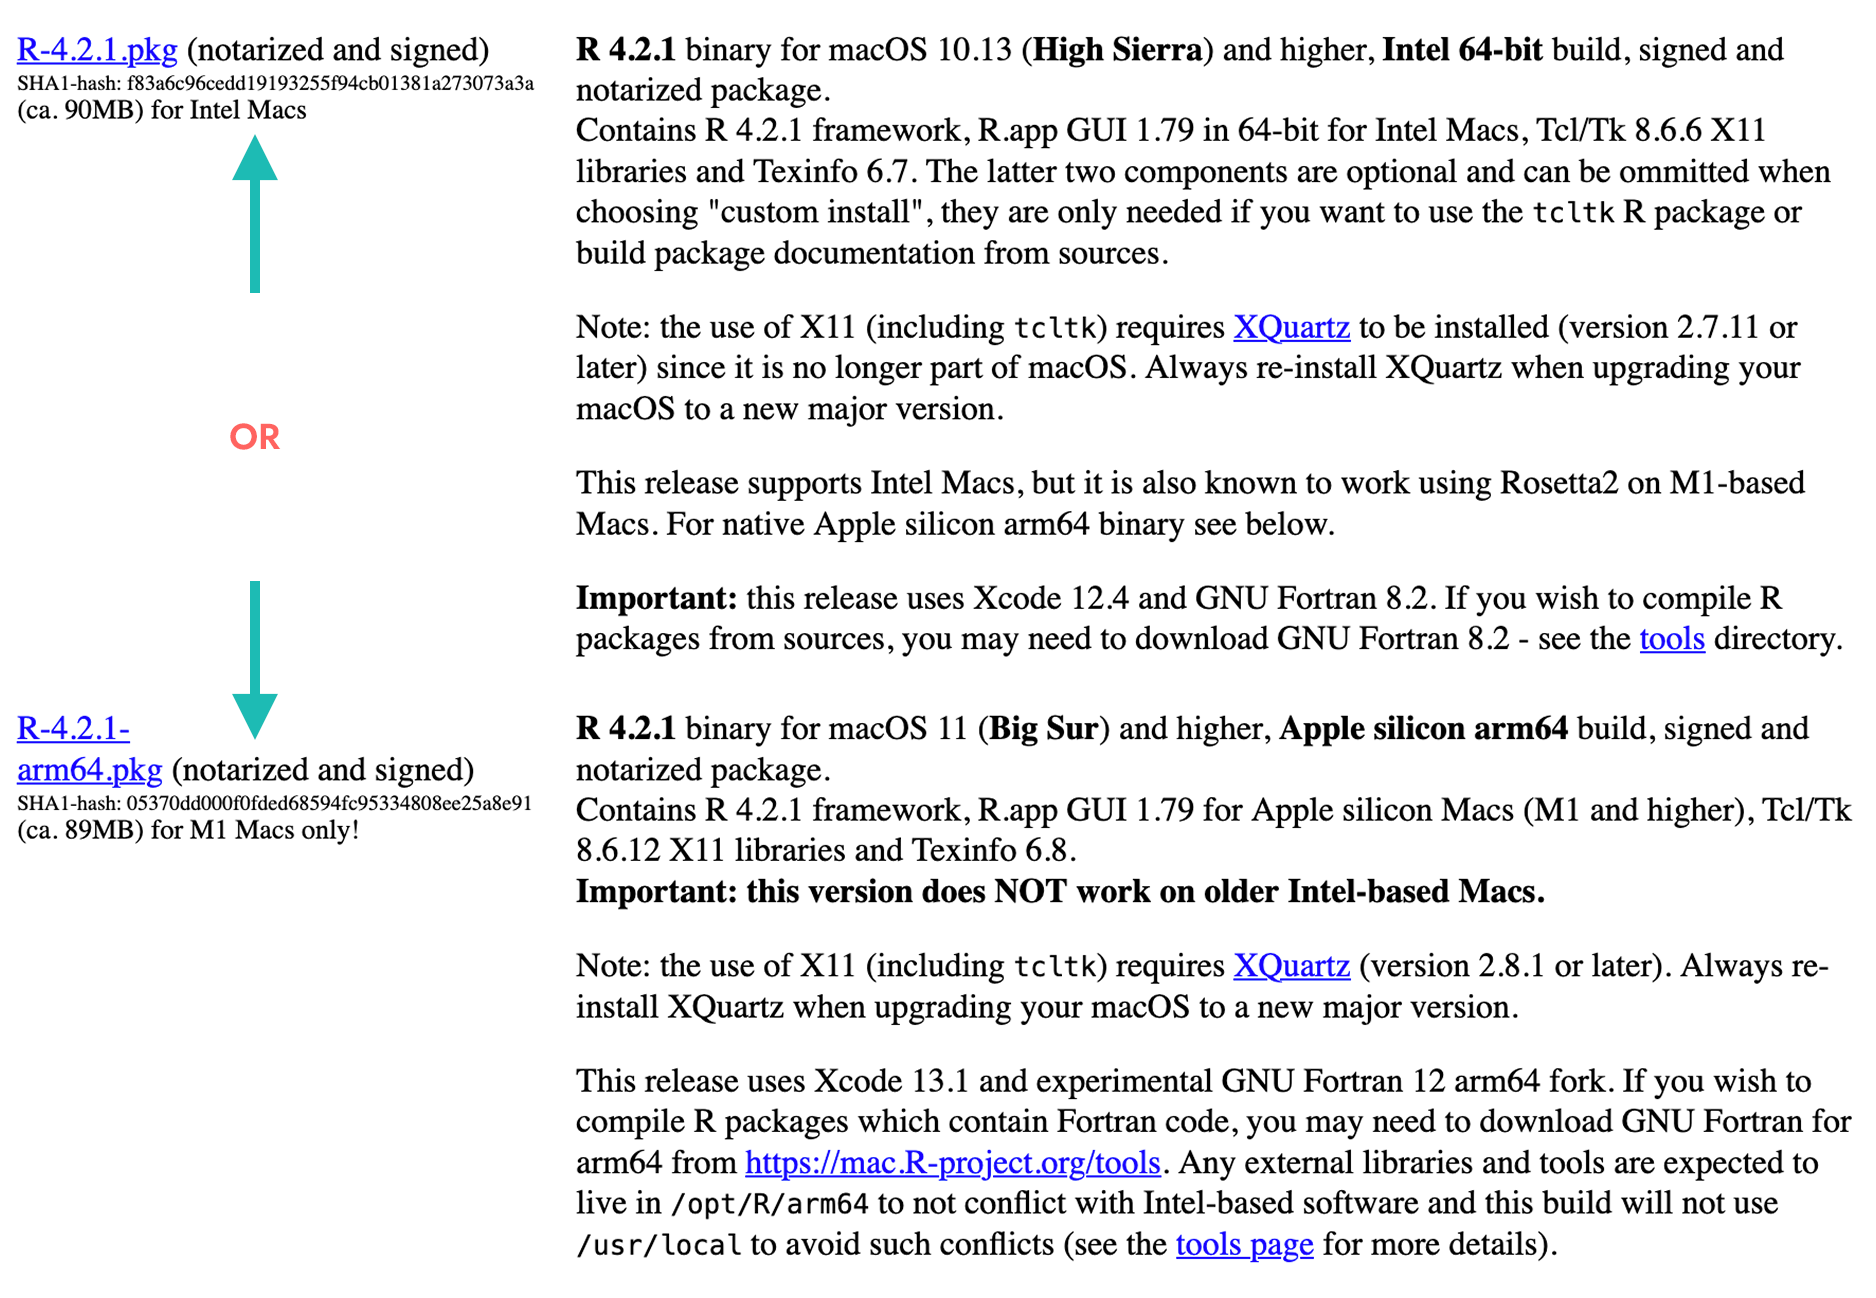 R-4.2.1.pkg (notarized and signed)
SHA1-hash: f83a6c96cedd19193255f94cb01381a273073a3a
(ca. 90MB) for Intel Macs
OR
R-4.2.1-
arm64.pkg (notarized and signed)
SHA1-hash: 05370dd000f0fded68594fc95334808ee25a8e91
(ca. 89MB) for M1 Macs only!
R 4.2.1 binary for macOS 10.13 (High Sierra) and higher, Intel 64-bit build, signed and
notarized package.
Contains R 4.2.1 framework, R.app GUI 1.79 in 64-bit for Intel Macs, Tcl/Tk 8.6.6 X11
libraries and Texinfo 6.7. The latter two components are optional and can be ommitted when
choosing "custom install", they are only needed if you want to use the tcltk R package or
build package documentation from sources.
Note: the use of X11 (including tcltk) requires XQuartz to be installed (version 2.7.11 or
later) since it is no longer part of macOS. Always re-install XQuartz when upgrading your
macOS to a new major version.
This release supports Intel Macs, but it is also known to work using Rosetta2 on M1-based
Macs. For native Apple silicon arm64 binary see below.
Important: this release uses Xcode 12.4 and GNU Fortran 8.2. If you wish to compile R
packages from sources, you may need to download GNU Fortran 8.2 - see the tools directory.
R 4.2.1 binary for macOS 11 (Big Sur) and higher, Apple silicon arm64 build, signed and
notarized package.
Contains R 4.2.1 framework, R.app GUI 1.79 for Apple silicon Macs (M1 and higher), Tcl/Tk
8.6.12 X11 libraries and Texinfo 6.8.
Important: this version does NOT work on older Intel-based Macs.
Note: the use of X11 (including tcltk) requires XQuartz (version 2.8.1 or later). Always re-
install XQuartz when upgrading your macOS to a new major version.
This release uses Xcode 13.1 and experimental GNU Fortran 12 arm64 fork. If you wish to
compile R packages which contain Fortran code, you may need to download GNU Fortran for
arm64 from https://mac.R-project.org/tools. Any external libraries and tools are expected to
live in /opt/R/arm64 to not conflict with Intel-based software and this build will not use
/usr/local to avoid such conflicts (see the tools page for more details).